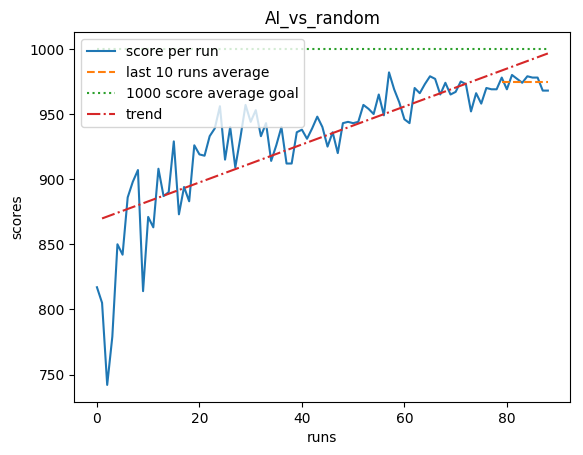 AI_vs_random
score per run
last 10 runs average
1000 score average goal
trend
1000
950
900
850
800
750
scores
0
20
40
60
80
runs